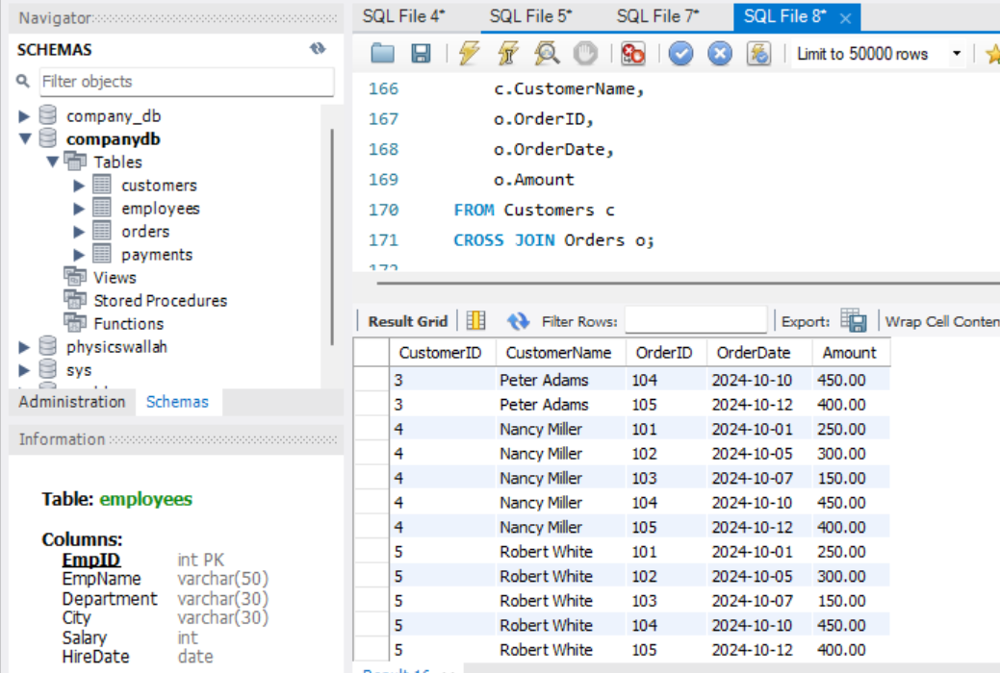 Navigator
SCHEMAS
Filter objects
company_db
companydb
Tables
customers
employees
orders
payments
Views
Stored Procedures
Functions
physicswallah
sys
Administration Schemas
Information
Table: employees
Columns:
EmpID int PK
EmpName varchar(50)
Department varchar(30)
City varchar(30)
Salary int
HireDate date
SQL File 4* SQL File 5* SQL File 7* SQL File 8*
Limit to 50000 rows
166 c.CustomerName,
167 o.OrderID,
168 o.OrderDate,
169 o.Amount
170 FROM Customers c
171 CROSS JOIN Orders o;
172
Result Grid Filter Rows: Export: Wrap Cell Conten
CustomerID CustomerName OrderID OrderDate Amount
3 Peter Adams 104 2024-10-10 450.00
3 Peter Adams 105 2024-10-12 400.00
4 Nancy Miller 101 2024-10-01 250.00
4 Nancy Miller 102 2024-10-05 300.00
4 Nancy Miller 103 2024-10-07 150.00
4 Nancy Miller 104 2024-10-10 450.00
4 Nancy Miller 105 2024-10-12 400.00
5 Robert White 101 2024-10-01 250.00
5 Robert White 102 2024-10-05 300.00
5 Robert White 103 2024-10-07 150.00
5 Robert White 104 2024-10-10 450.00
5 Robert White 105 2024-10-12 400.00